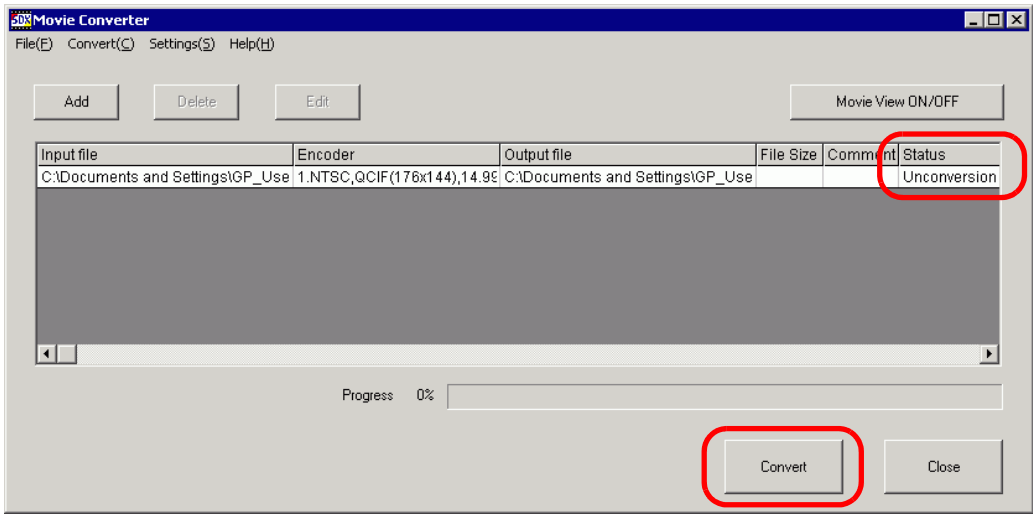 SDX Movie Converter
File(F) Convert(C) Settings(S) Help(H)
Add Delete Edit Movie View ON/OFF
Input file Encoder Output file File Size Comment Status
C:\Documents and Settings\GP_Use 1.NTSC,QCIF(176x144),14.99 C:\Documents and Settings\GP_Use Unconversion
Progress 0%
Convert Close